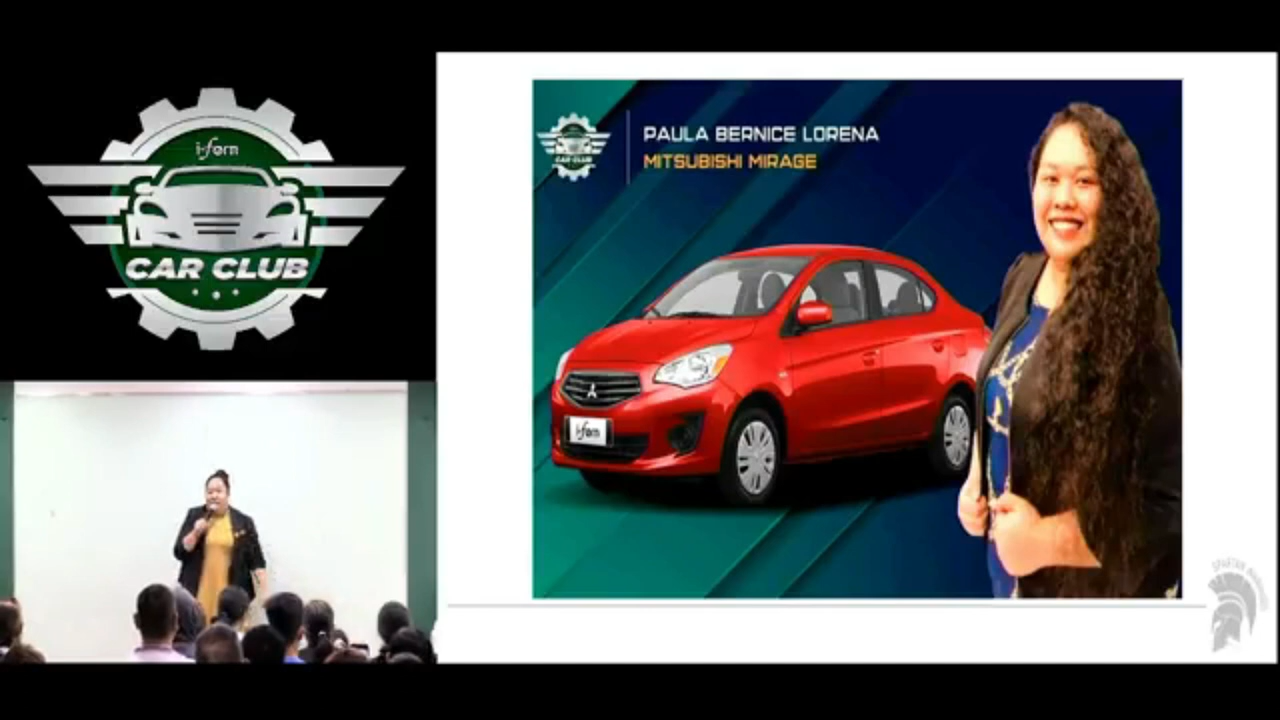 i-fern
CAR CLUB
CAR CLUB
PAULA BERNICE LORENA
MITSUBISHI MIRAGE
i-fern